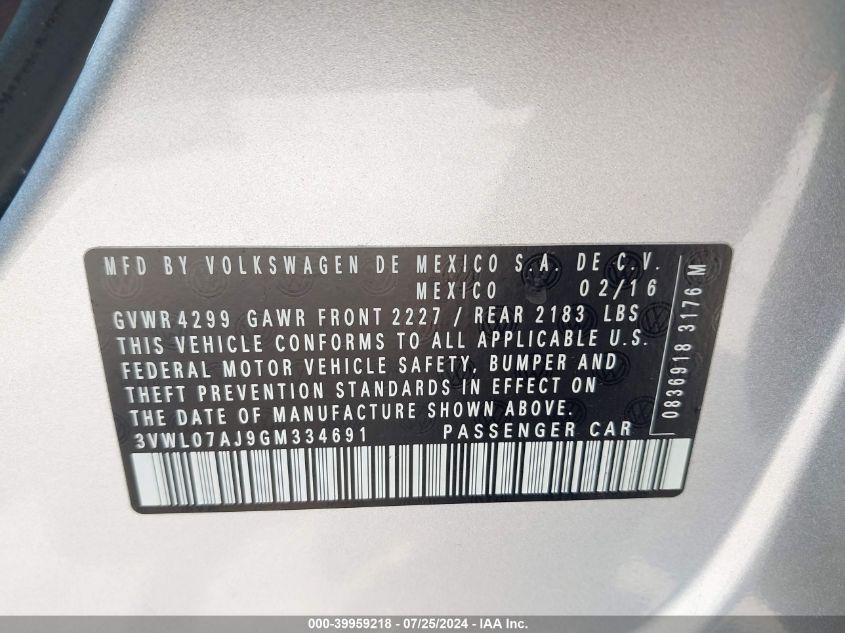 MFD BY VOLKSWAGEN DE MEXICO S.A. DE C.V.
MEXICO 02/16
GVWR 4299 GAWR FRONT 2227 / REAR 2183 LBS
THIS VEHICLE CONFORMS TO ALL APPLICABLE U.S.
FEDERAL MOTOR VEHICLE SAFETY, BUMPER AND
THEFT PREVENTION STANDARDS IN EFFECT ON
THE DATE OF MANUFACTURE SHOWN ABOVE.
3VWL07AJ9GM334691 PASSENGER CAR
0836918 3176 M
000-39959218 - 07/25/2024 - IAA Inc.